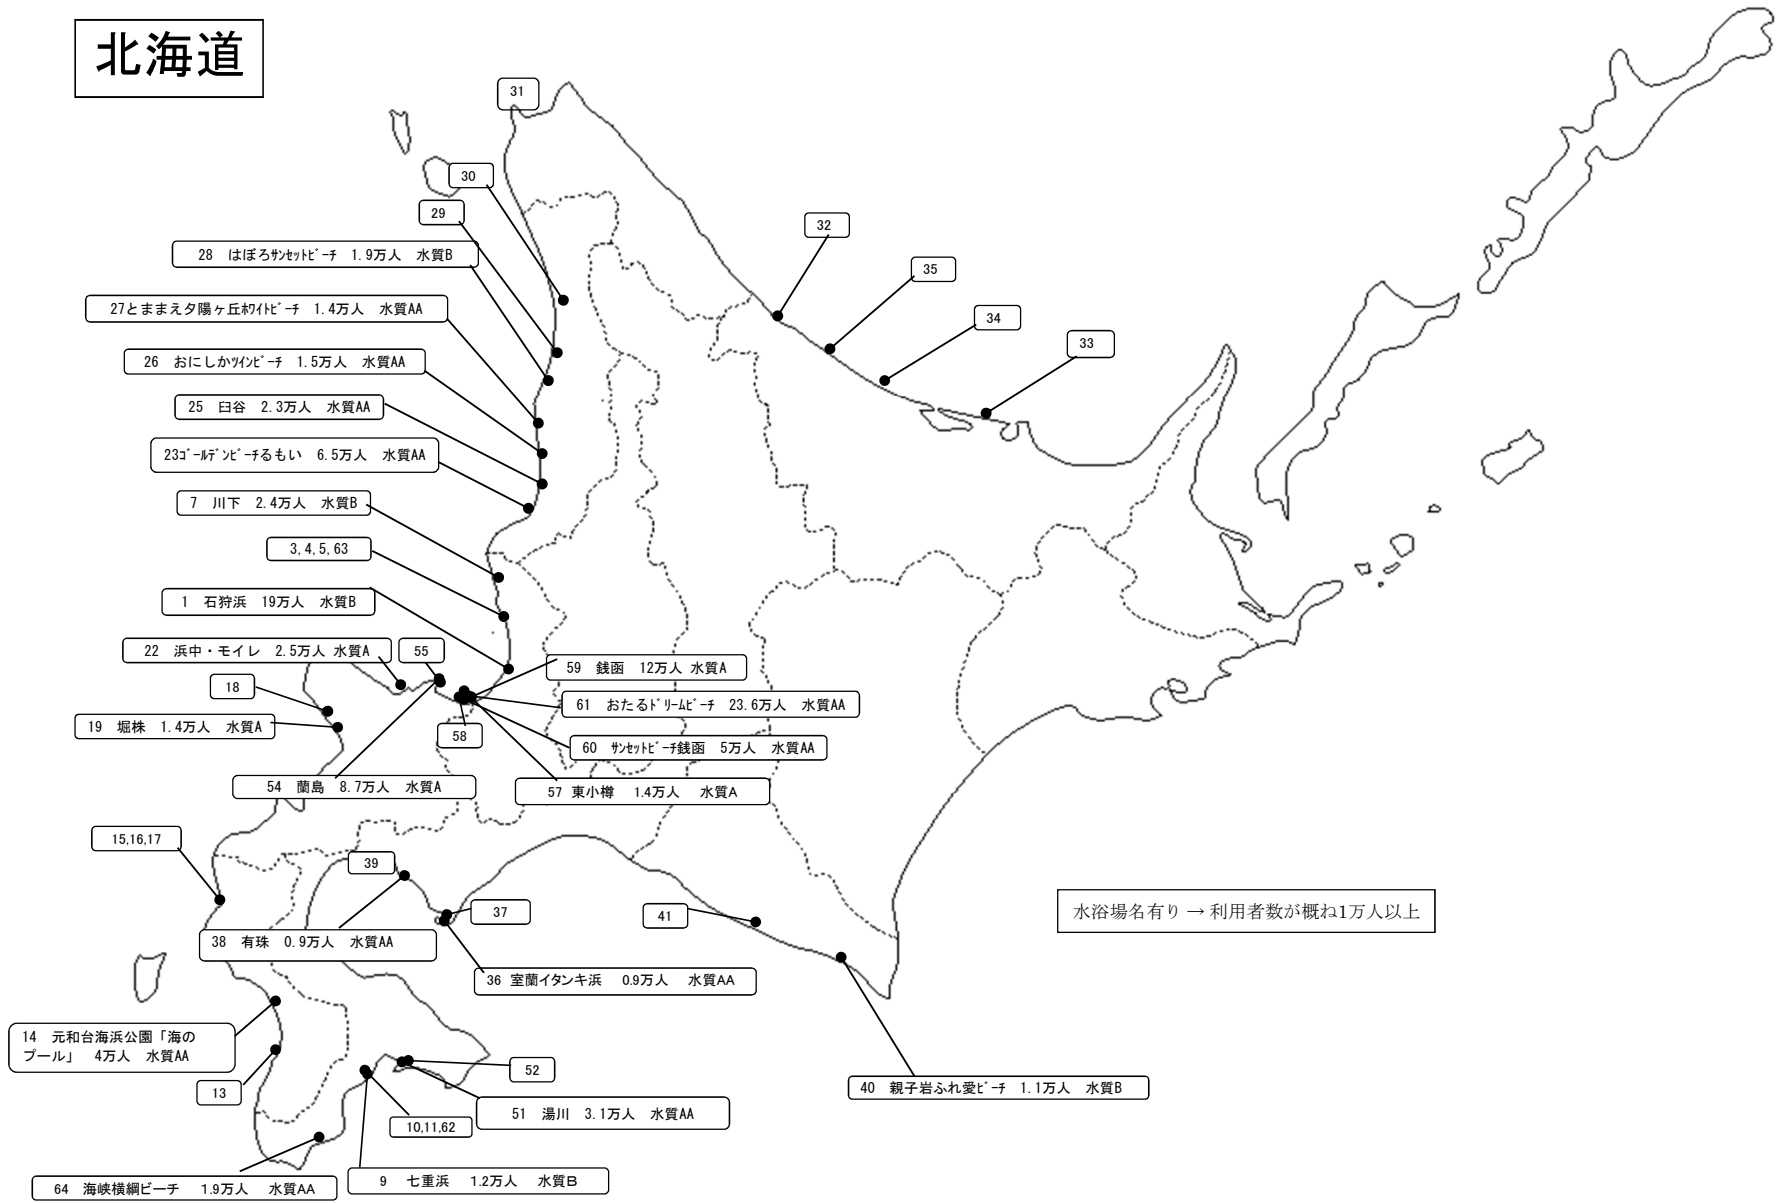 北海道
31
30
29
28　はぼろｻﾝｾｯﾄﾋﾞｰﾁ　1.9万人　水質B
27とままえ夕陽ヶ丘ﾎﾜｲﾄﾋﾞｰﾁ　1.4万人　水質AA
26　おにしかﾂｲﾝﾋﾞｰﾁ　1.5万人　水質AA
25　臼谷　2.3万人　水質AA
23ｺﾞｰﾙﾃﾞﾝﾋﾞｰﾁるもい　6.5万人　水質AA
7　川下　2.4万人　水質B
3,4,5,63
1　石狩浜　19万人　水質B
22　浜中・モイレ　2.5万人 水質A
55
18
19　堀株　1.4万人　水質A
58
54　蘭島　8.7万人　水質A
59　銭函　12万人 水質A
61　おたるﾄﾞﾘｰﾑﾋﾞｰﾁ　23.6万人　水質AA
60　ｻﾝｾｯﾄﾋﾞｰﾁ銭函　5万人　水質AA
57 東小樽　1.4万人　水質A
32
35
34
33
15,16,17
39
37
38　有珠　0.9万人　水質AA
36 室蘭イタンキ浜　0.9万人　水質AA
41
水浴場名有り → 利用者数が概ね1万人以上
14　元和台海浜公園「海の
プール」　4万人　水質AA
13
52
51　湯川　3.1万人　水質AA
10,11,62
40　親子岩ふれ愛ﾋﾞｰﾁ　1.1万人　水質B
64　海峡横綱ビーチ　1.9万人　水質AA
9　七重浜　1.2万人　水質B